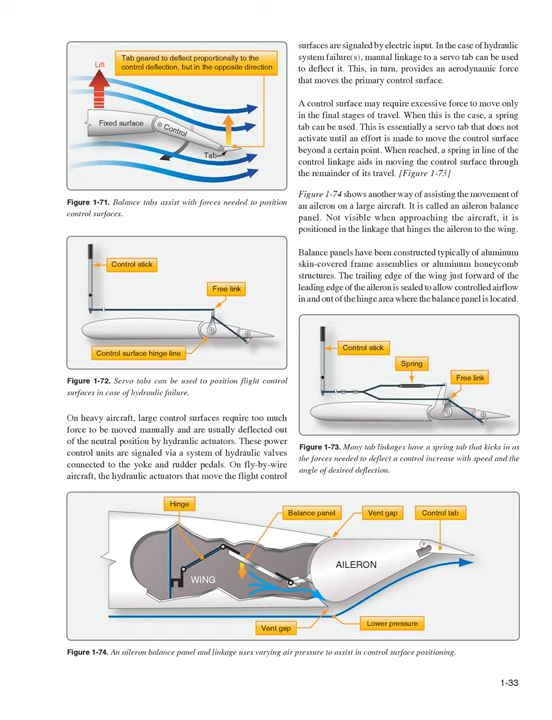 Tab geared to deflect proportionally to the
control deflection, but in the opposite direction
Lift
Fixed surface
Control
Tab
Figure 1-71. Balance tabs assist with forces needed to position
control surfaces.
Control stick
Free link
Control surface hinge line
Figure 1-72. Servo tabs can be used to position flight control
surfaces in case of hydraulic failure.
On heavy aircraft, large control surfaces require too much
force to be moved manually and are usually deflected out
of the neutral position by hydraulic actuators. These power
control units are signaled via a system of hydraulic valves
connected to the yoke and rudder pedals. On fly-by-wire
aircraft, the hydraulic actuators that move the flight control
surfaces are signaled by electric input. In the case of hydraulic
system failure(s), manual linkage to a servo tab can be used
to deflect it. This, in turn, provides an aerodynamic force
that moves the primary control surface.
A control surface may require excessive force to move only
in the final stages of travel. When this is the case, a spring
tab can be used. This is essentially a servo tab that does not
activate until an effort is made to move the control surface
beyond a certain point. When reached, a spring in line of the
control linkage aids in moving the control surface through
the remainder of its travel. [Figure 1-73]
Figure 1-74 shows another way of assisting the movement of
an aileron on a large aircraft. It is called an aileron balance
panel. Not visible when approaching the aircraft, it is
positioned in the linkage that hinges the aileron to the wing.
Balance panels have been constructed typically of aluminum
skin-covered frame assemblies or aluminum honeycomb
structures. The trailing edge of the wing just forward of the
leading edge of the aileron is sealed to allow controlled airflow
in and out of the hinge area where the balance panel is located.
Control stick
Spring
Free link
Figure 1-73. Many tab linkages have a spring tab that kicks in as
the forces needed to deflect a control increase with speed and the
angle of desired deflection.
Hinge
Balance panel
Vent gap
Control tab
WING
AILERON
Vent gap
Lower pressure
Figure 1-74. An aileron balance panel and linkage uses varying air pressure to assist in control surface positioning.
1-33